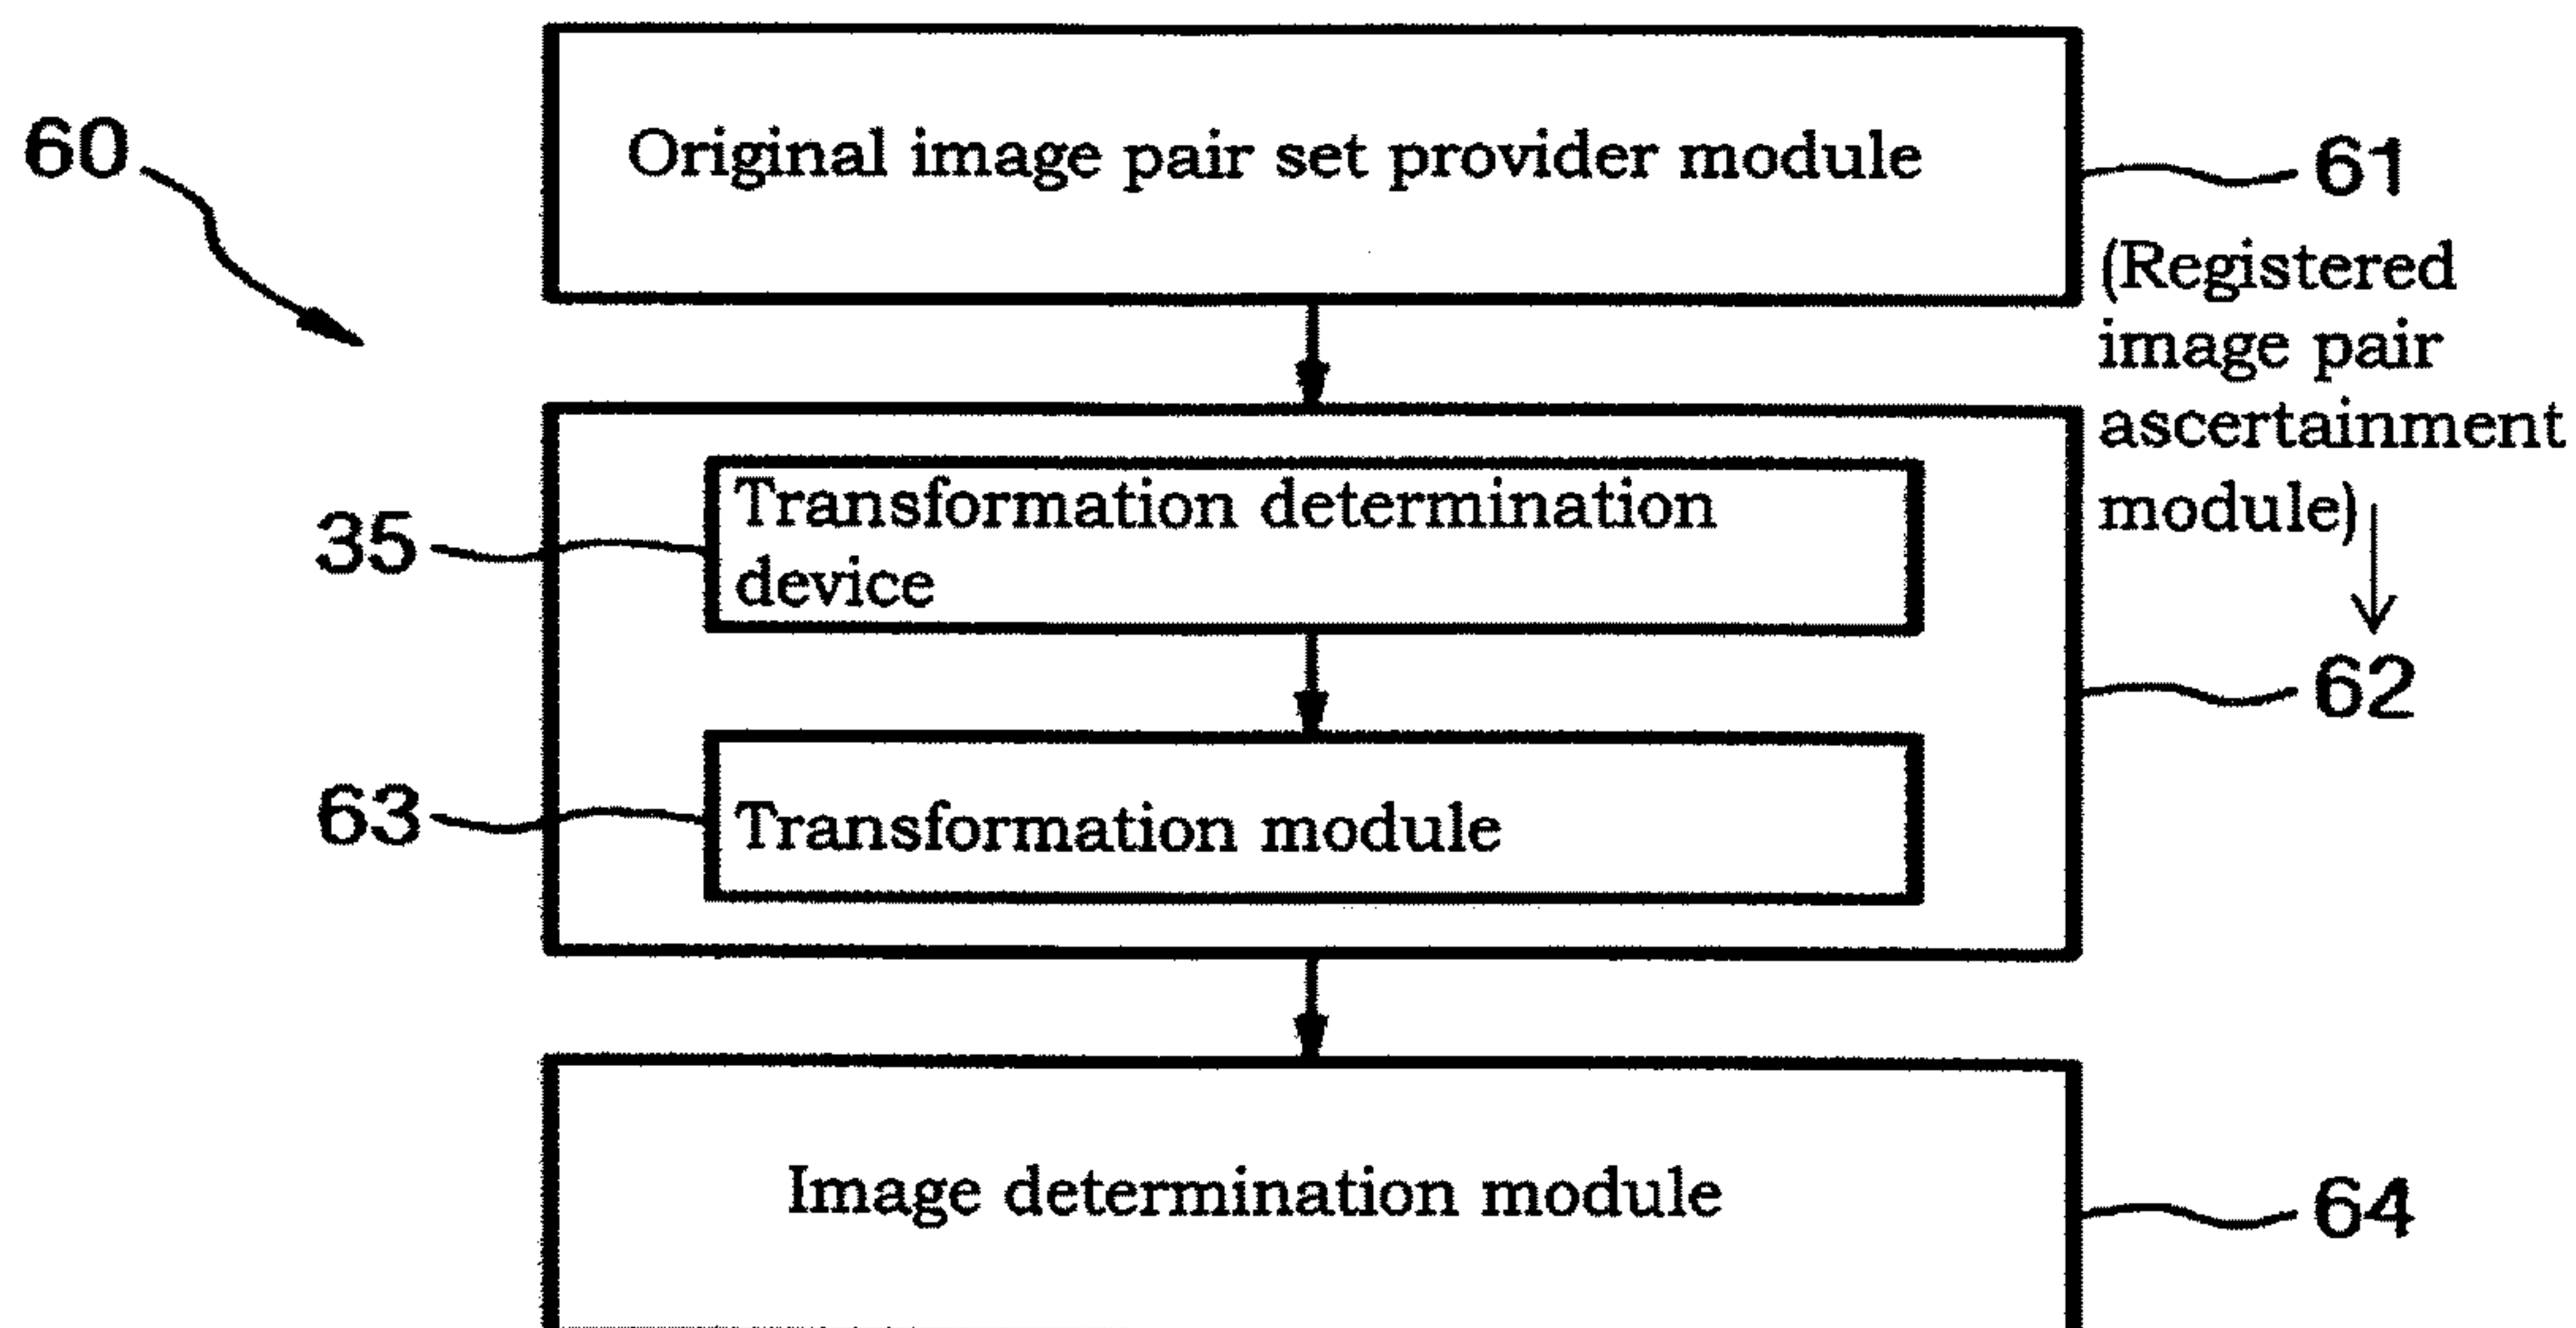 60
Original image pair set provider module
61
(Registered
image pair
ascertainment
module)
35
Transformation determination
device
62
63
Transformation module
Image determination module
64